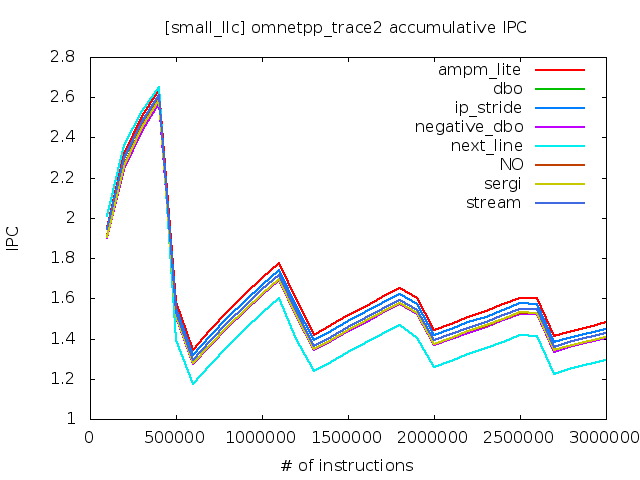 [small_llc] omnetpp_trace2 accumulative IPC
2.8
2.6
2.4
2.2
2
1.8
1.6
1.4
1.2
1
IPC
ampm_lite
dbo
ip_stride
negative_dbo
next_line
NO
sergi
stream
0 500000 1000000 1500000 2000000 2500000 3000000
# of instructions